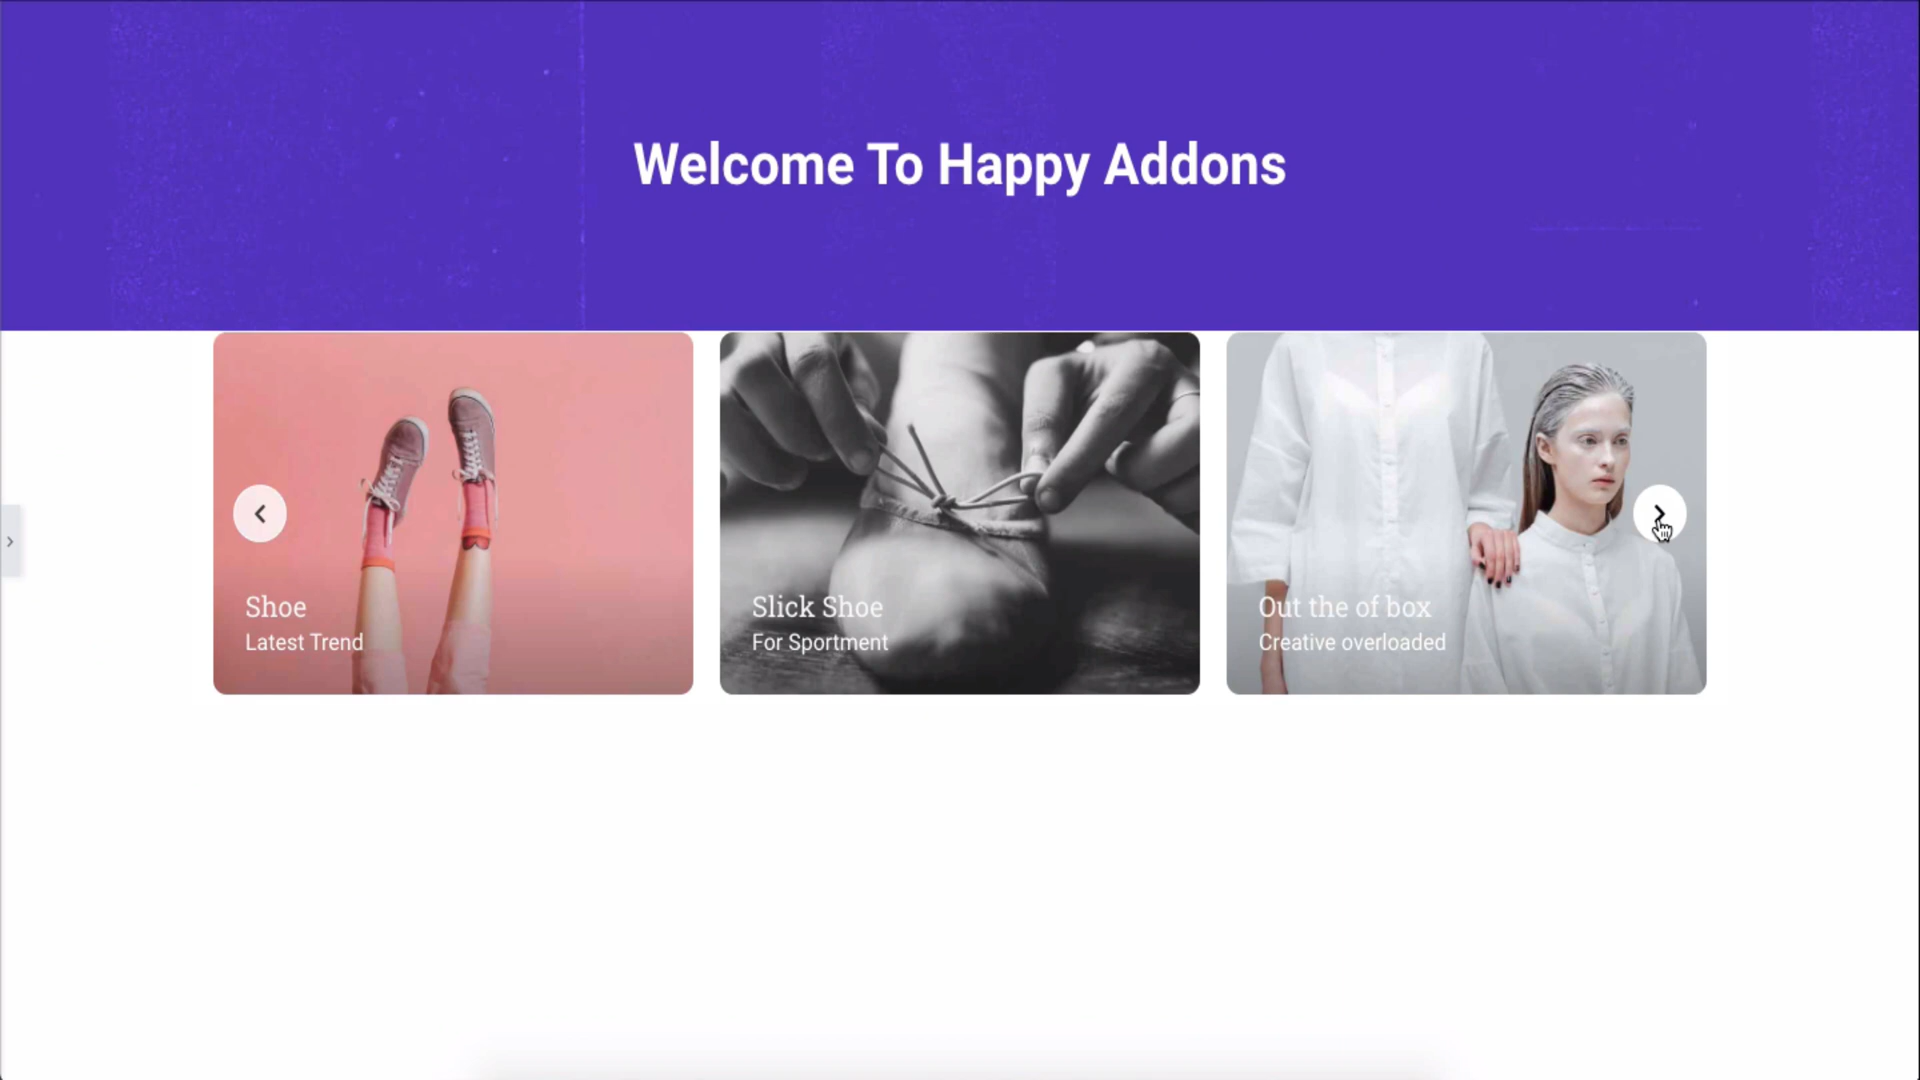 Welcome To Happy Addons
Shoe
Latest Trend
Slick Shoe
For Sportment
Out the of box
Creative overloaded